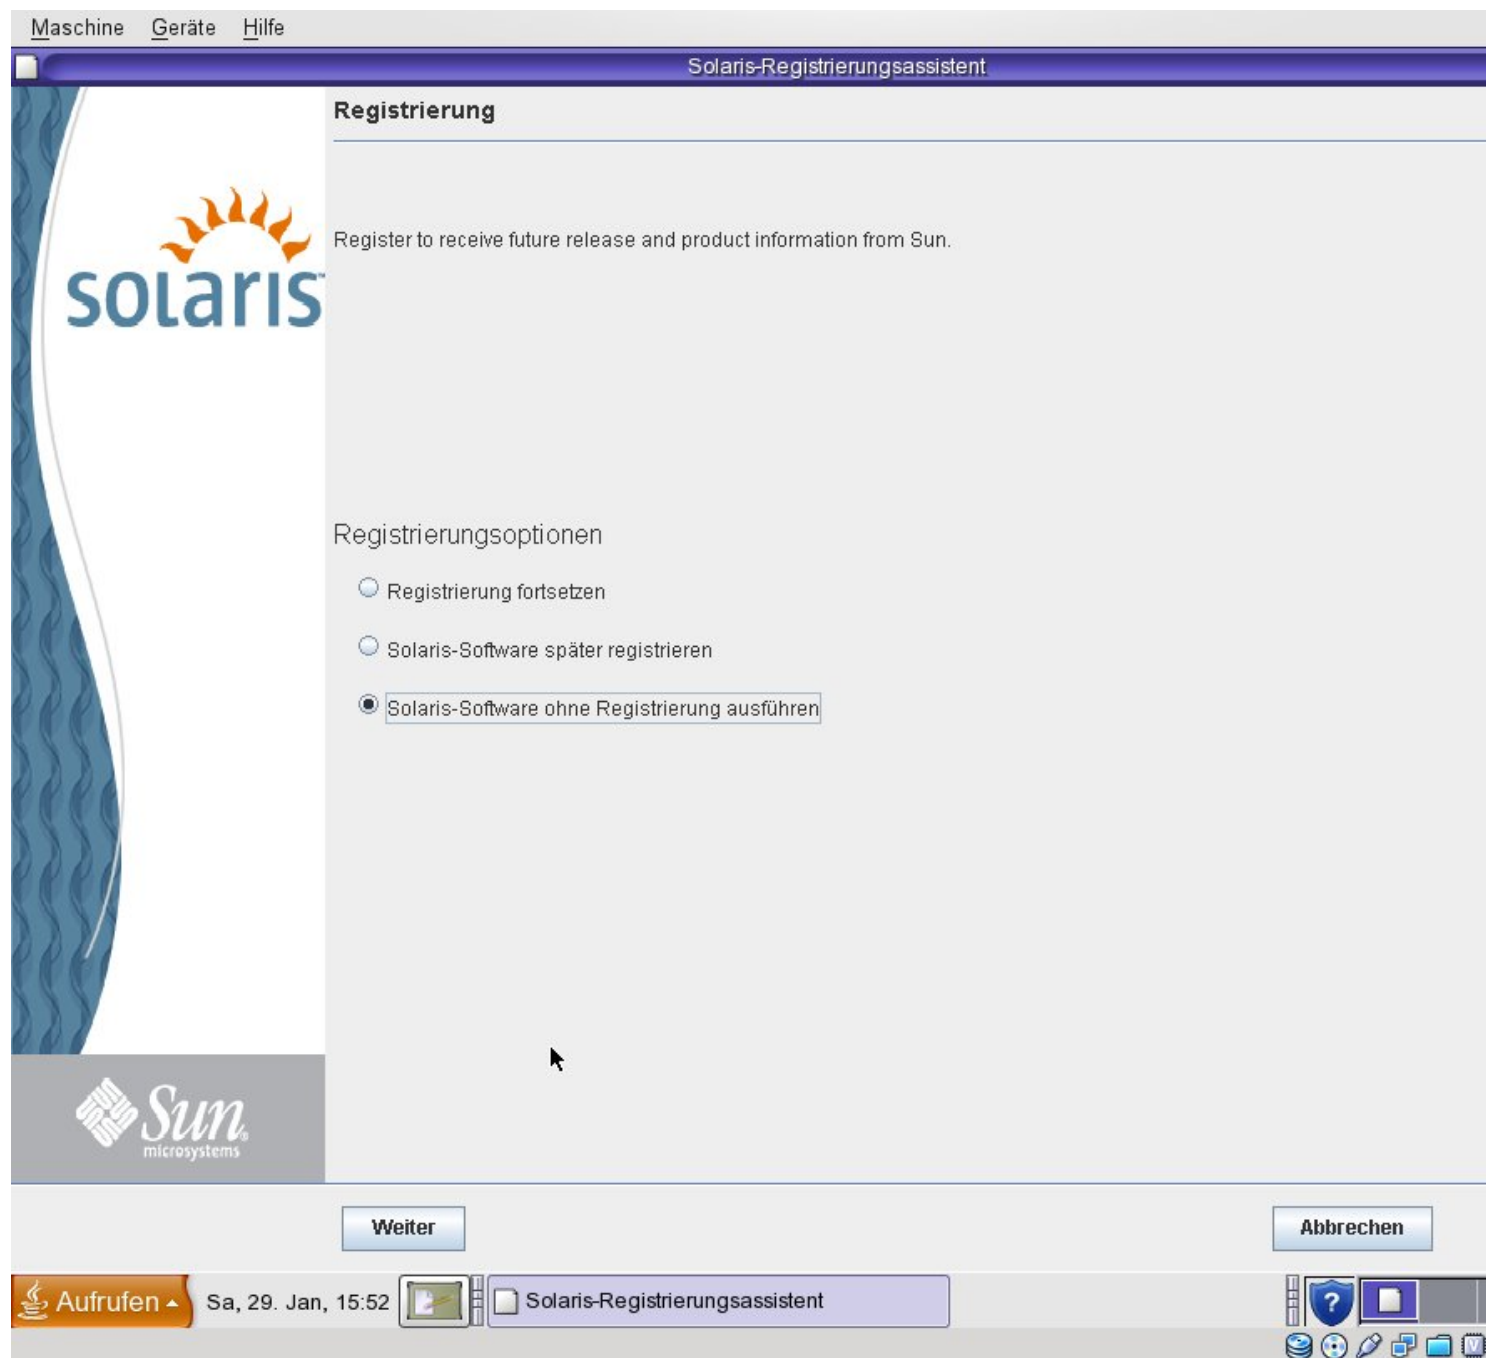 Maschine Geräte Hilfe
Solaris-Registrierungsassistent
Registrierung
solaris
Register to receive future release and product information from Sun.
Registrierungsoptionen
Registrierung fortsetzen
Solaris-Software später registrieren
Solaris-Software ohne Registrierung ausführen
Sun
microsystems
Weiter
Abbrechen
Aufrufen
Sa, 29. Jan, 15:52
Solaris-Registrierungsassistent
?
V